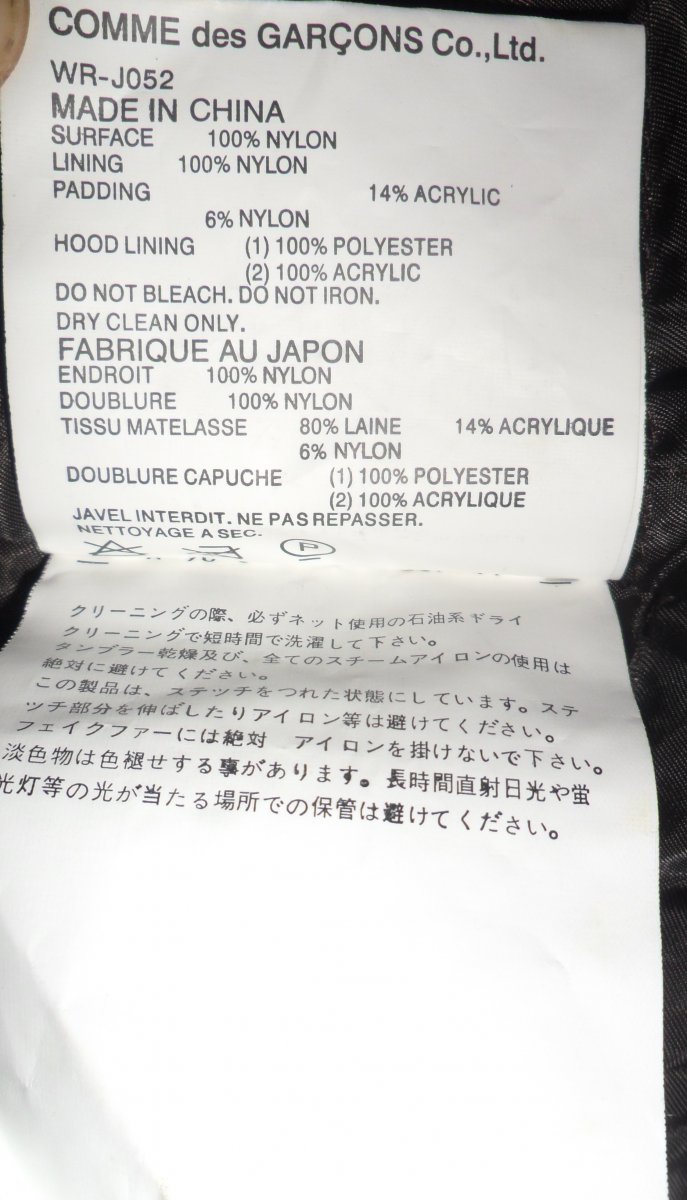 COMME des GARÇONS Co.,Ltd.
WR-J052
MADE IN CHINA
SURFACE 100% NYLON
LINING 100% NYLON
PADDING 14% ACRYLIC
6% NYLON
HOOD LINING (1) 100% POLYESTER
(2) 100% ACRYLIC
DO NOT BLEACH. DO NOT IRON.
DRY CLEAN ONLY.
FABRIQUE AU JAPON
ENDROIT 100% NYLON
DOUBLURE 100% NYLON
TISSU MATELASSE 80% LAINE 14% ACRYLIQUE
6% NYLON
DOUBLURE CAPUCHE (1) 100% POLYESTER
(2) 100% ACRYLIQUE
JAVEL INTERDIT. NE PAS REPASSER.
NETTOYAGE A SEC.
P
クリーニングの際、必ずネット使用の石油系ドライ
クリーニングで短時間で洗濯して下さい。
タンブラー乾燥及び、全てのスチームアイロンの使用は
絶対に避けてください。
この製品は、ステッチをつれた状態にしています。ステ
ッチ部分を伸ばしたりアイロン等は避けてください。
フェイクファーには絶対 アイロンを掛けないで下さい。
淡色物は色褪せする事があります。長時間直射日光や蛍
光灯等の光が当たる場所での保管は避けてください。